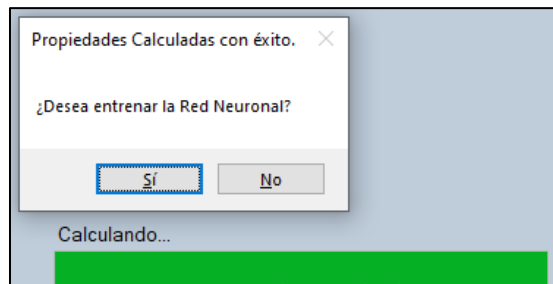 Propiedades Calculadas con éxito.
¿Desea entrenar la Red Neuronal?
Sí
No
Calculando...